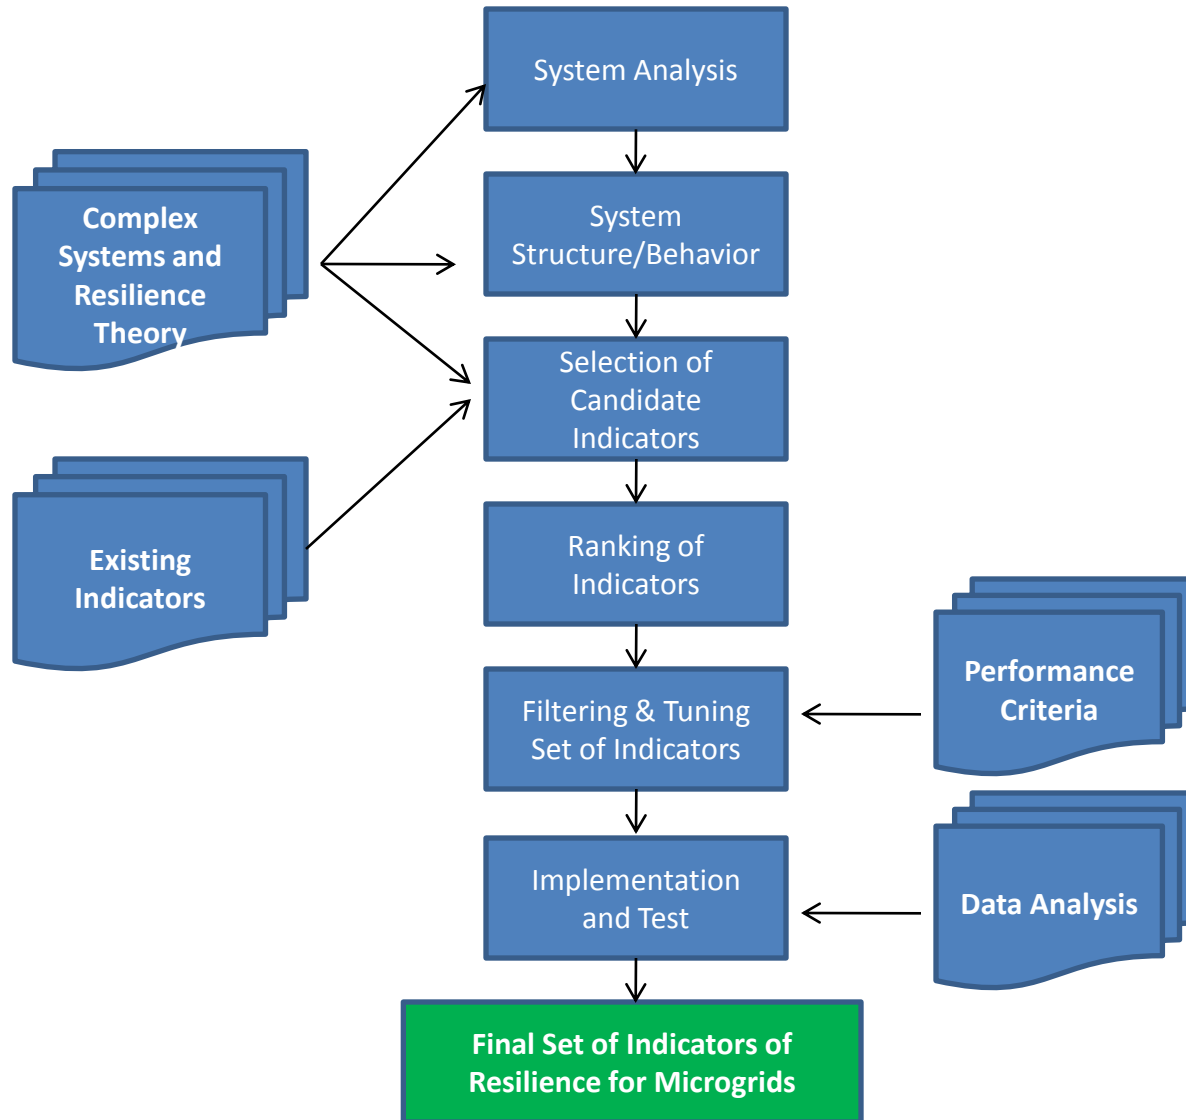 System Analysis
Complex
Systems and
Resilience
Theory
System
Structure/Behavior
Selection of
Candidate
Indicators
Existing
Indicators
Ranking of
Indicators
Filtering & Tuning
Set of Indicators
Performance
Criteria
Implementation
and Test
Data Analysis
Final Set of Indicators of
Resilience for Microgrids